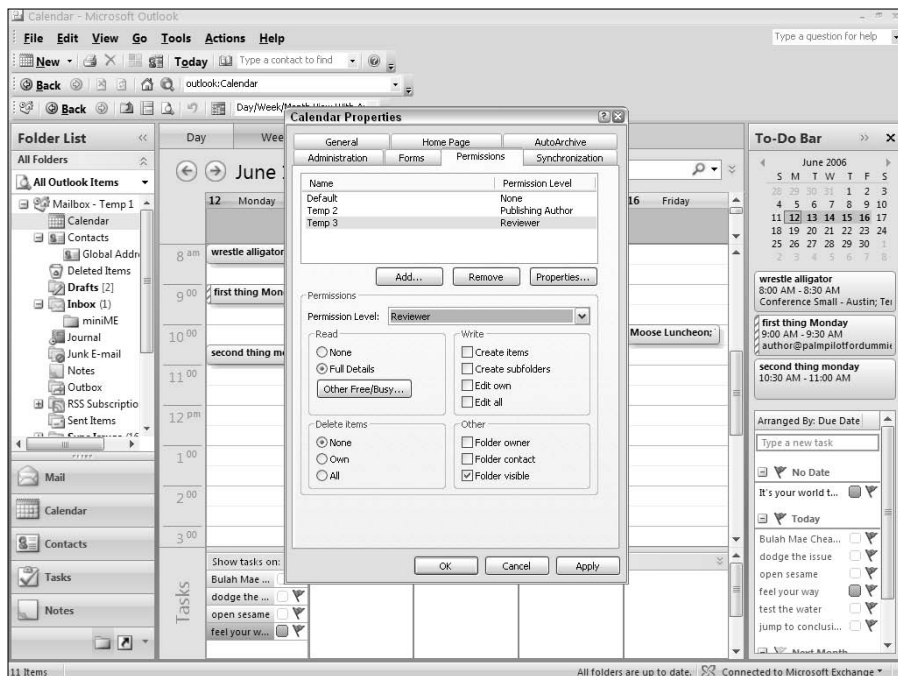 Calendar - Microsoft Outlook
File Edit View Go Tools Actions Help
Type a question for help
New Today Type a contact to find
Back outlook:Calendar
Back Day/Week/Month View With A
Folder List
All Folders
All Outlook Items
Mailbox - Temp 1
Calendar
Contacts
Global Addr
Deleted Items
Drafts [2]
Inbox (1)
miniME
Journal
Junk E-mail
Notes
Outbox
RSS Subscriptio
Sent Items
Mail
Calendar
Contacts
Tasks
Notes
Day Wee
June
12 Monday
16 Friday
8 am
9 00
10 00
11 00
12 pm
1 00
2 00
3 00
wrestle alligator
first thing Mon
second thing m
Moose Luncheon;
Show tasks on:
Tasks
Bulah Mae ...
dodge the ...
open sesame
feel your w...
Calendar Properties
General Home Page AutoArchive
Administration Forms Permissions Synchronization
Name Permission Level
Default None
Temp 2 Publishing Author
Temp 3 Reviewer
Add... Remove Properties...
Permissions
Permission Level: Reviewer
Read
None
Full Details
Other Free/Busy...
Write
Create items
Create subfolders
Edit own
Edit all
Delete items
None
Own
All
Other
Folder owner
Folder contact
Folder visible
OK Cancel Apply
To-Do Bar
June 2006
S M T W T F S
28 29 30 31 1 2 3
4 5 6 7 8 9 10
11 12 13 14 15 16 17
18 19 20 21 22 23 24
25 26 27 28 29 30 1
2 3 4 5 6 7 8
wrestle alligator
8:00 AM - 8:30 AM
Conference Small - Austin; Te
first thing Monday
9:00 AM - 9:30 AM
author@palmpilotfordummie
second thing monday
10:30 AM - 11:00 AM
Arranged By: Due Date
Type a new task
No Date
It's your world t...
Today
Bulah Mae Chea...
dodge the issue
open sesame
feel your way
test the water
jump to conclusi...
Next Month
11 Items
All folders are up to date. Connected to Microsoft Exchange